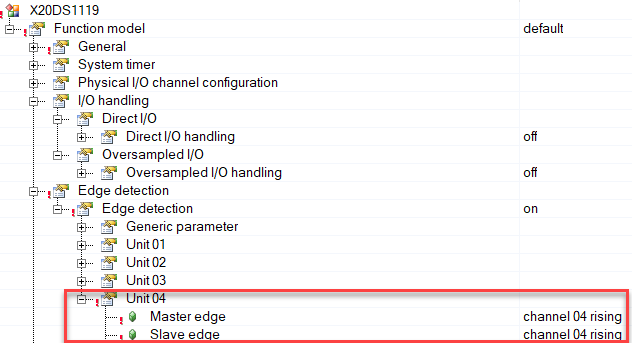 X20DS1119
Function model default
General
System timer
Physical I/O channel configuration
I/O handling
Direct I/O
Direct I/O handling off
Oversampled I/O
Oversampled I/O handling off
Edge detection
Edge detection on
Generic parameter
Unit 01
Unit 02
Unit 03
Unit 04
Master edge channel 04 rising
Slave edge channel 04 rising